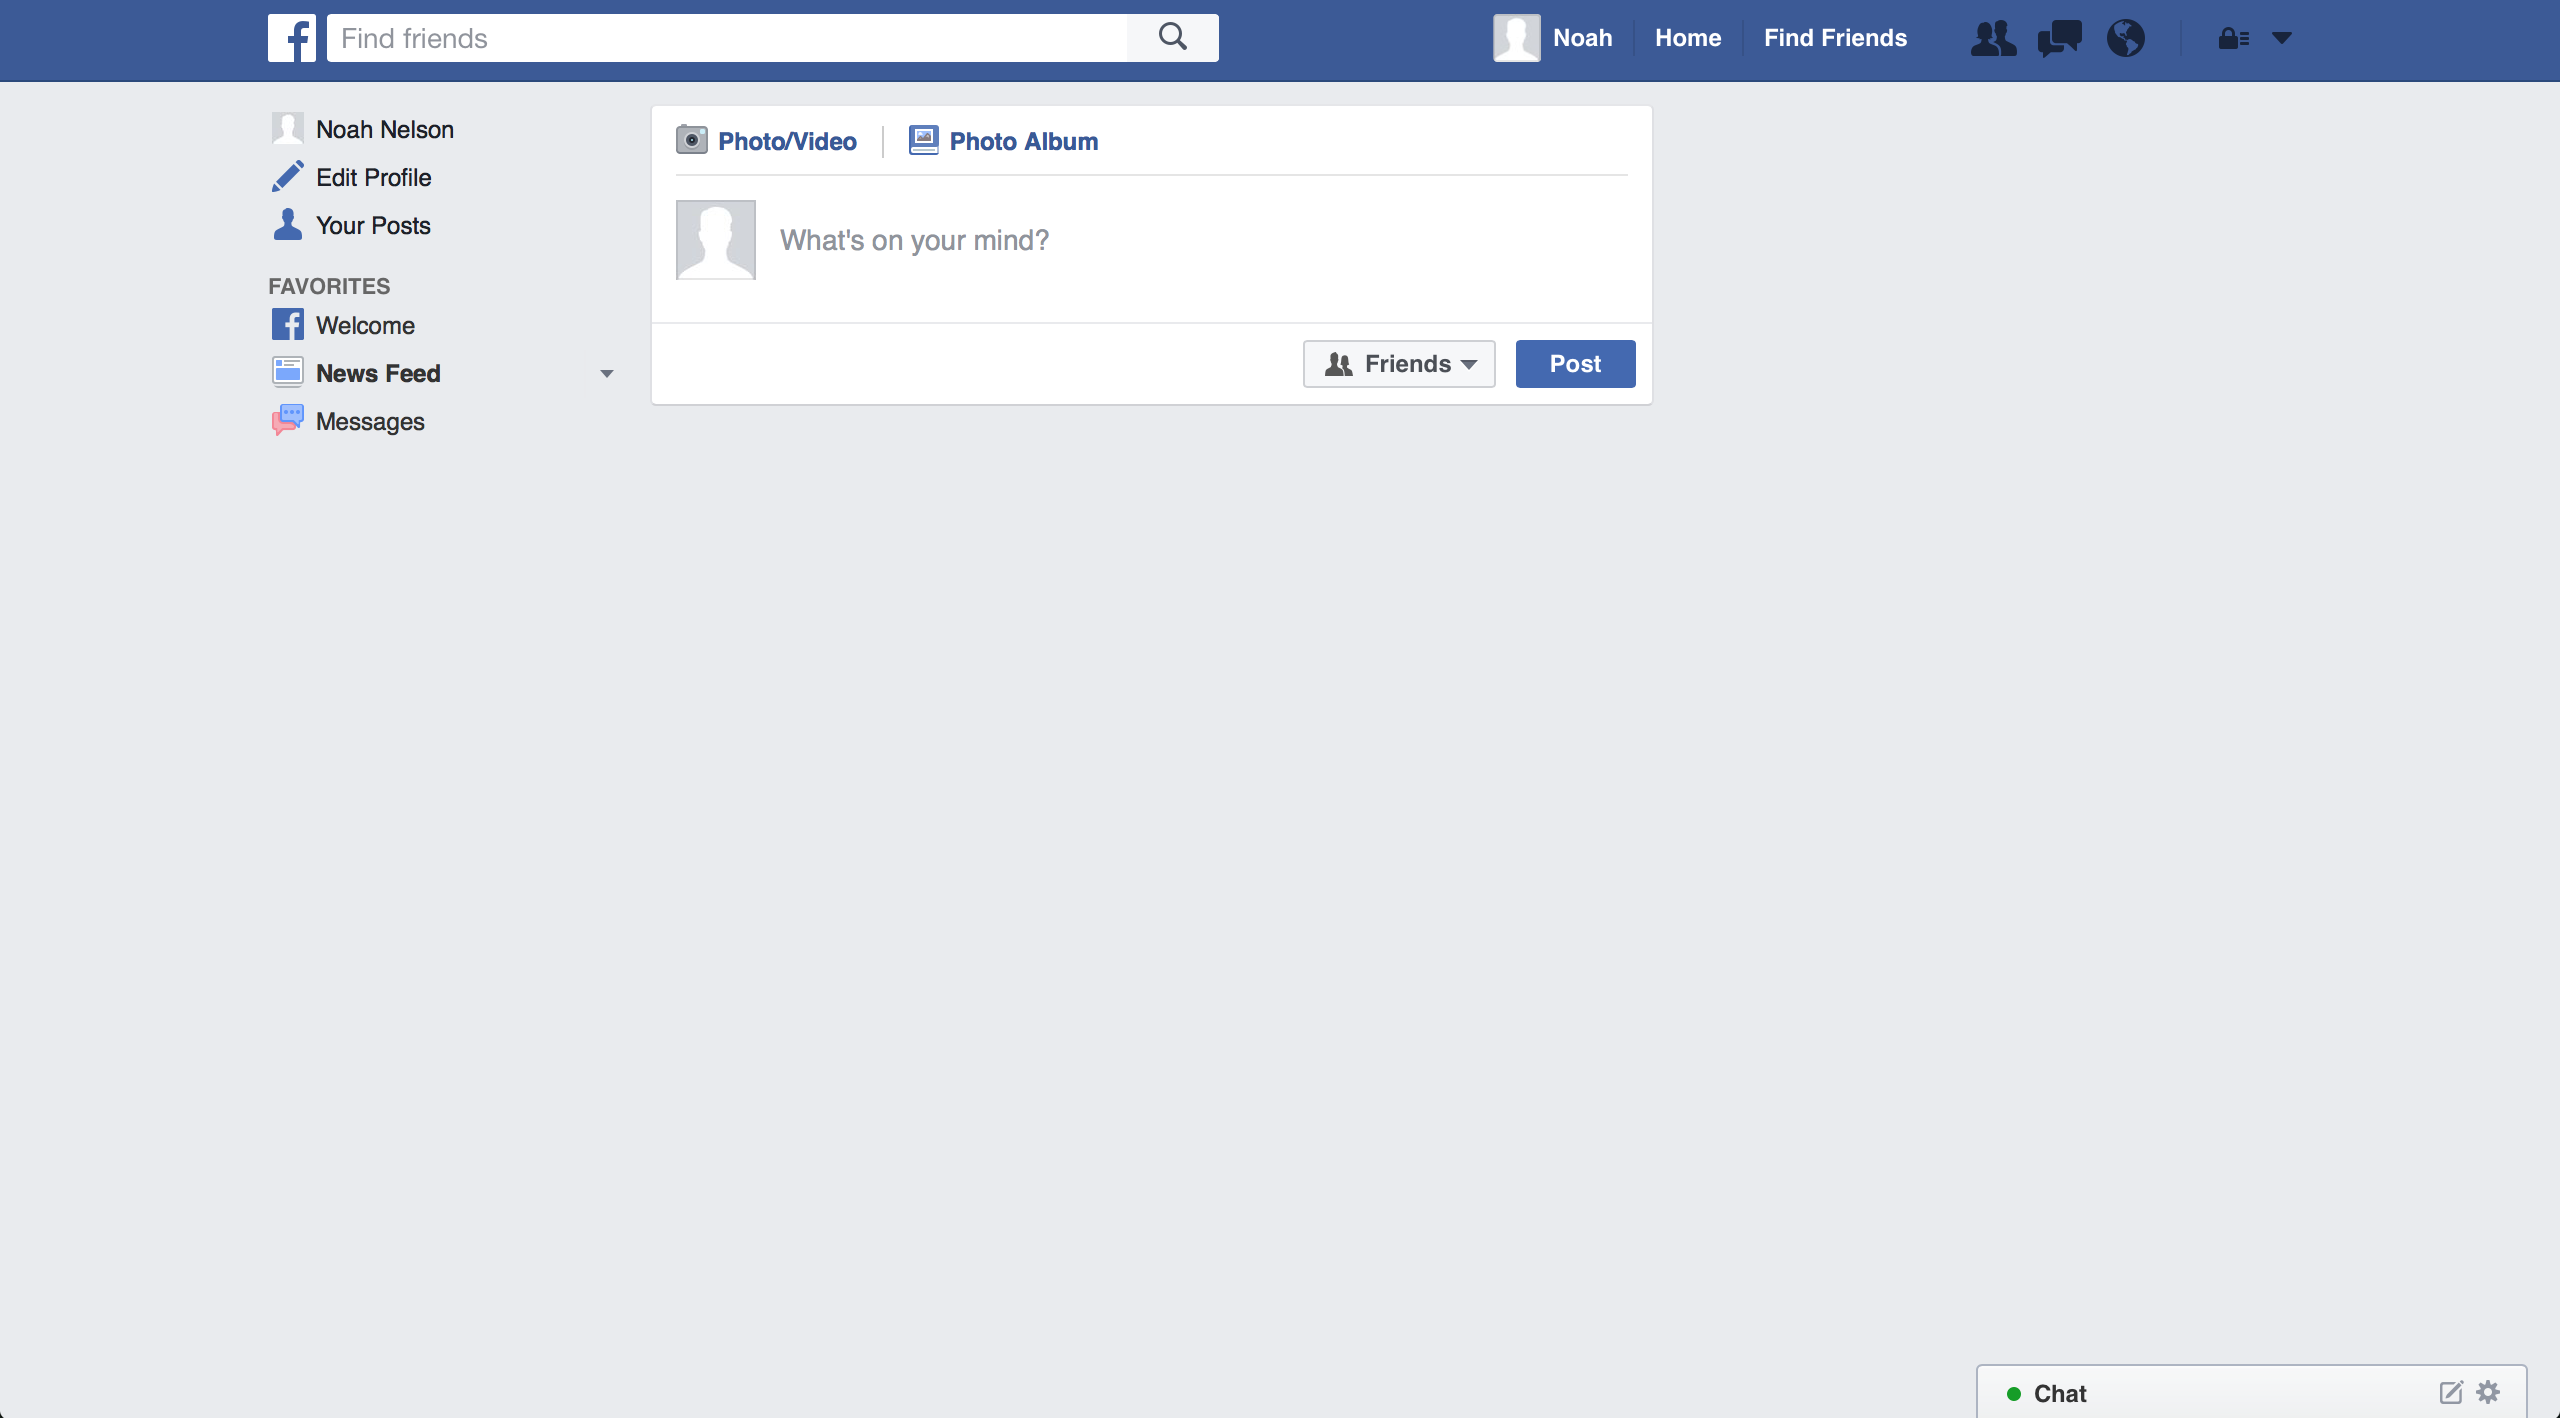 Find friends
Noah
Home
Find Friends
Noah Nelson
Edit Profile
Your Posts
FAVORITES
Welcome
News Feed
Messages
Photo/Video
Photo Album
What's on your mind?
Friends
Post
Chat